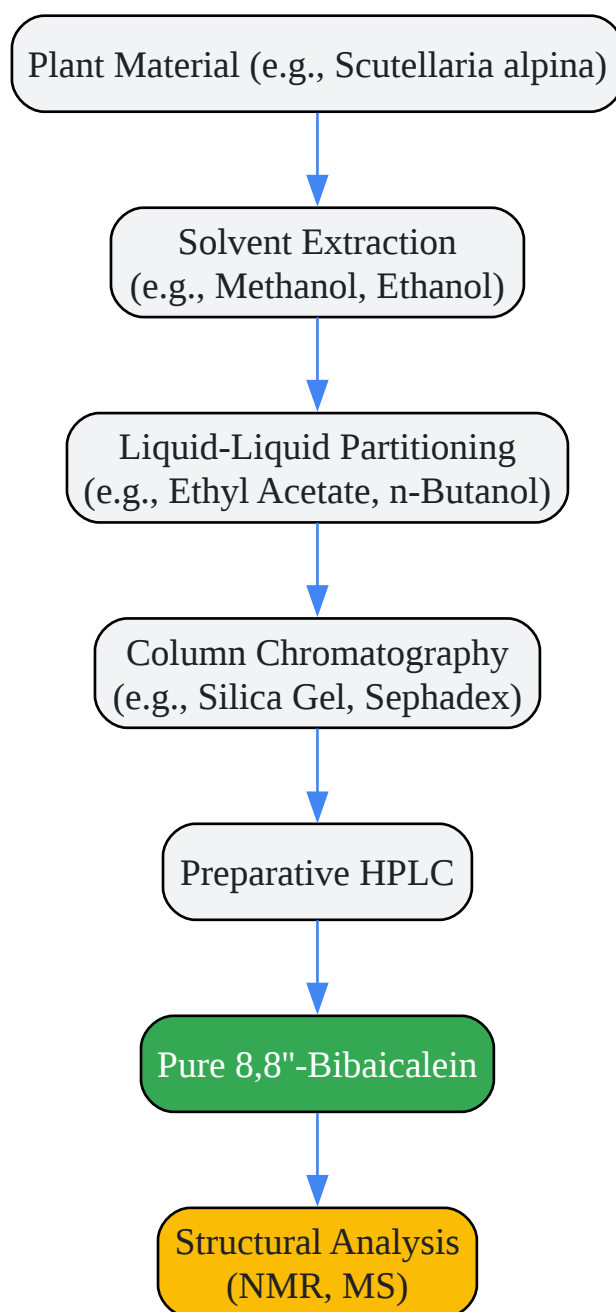 Plant Material (e.g., Scutellaria alpina)
Solvent Extraction
(e.g., Methanol, Ethanol)
Liquid-Liquid Partitioning
(e.g., Ethyl Acetate, n-Butanol)
Column Chromatography
(e.g., Silica Gel, Sephadex)
Preparative HPLC
Pure 8,8"-Bibaicalein
Structural Analysis
(NMR, MS)